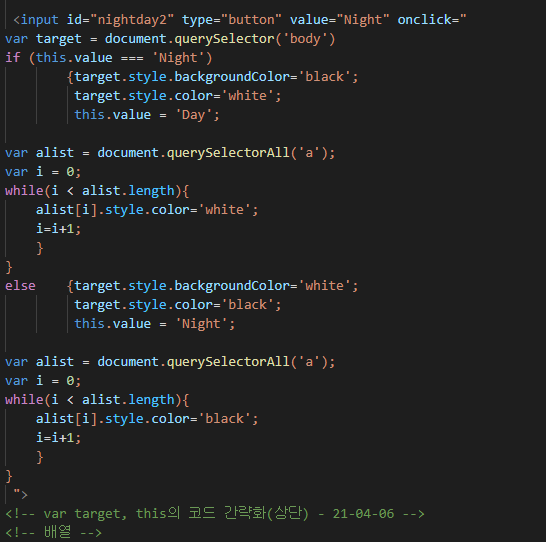 <input id="nightday2" type="button" value="Night" onclick="
var target = document.querySelector('body')
if (this.value === 'Night')
{target.style.backgroundColor='black';
target.style.color='white';
this.value = 'Day';
var alist = document.querySelectorAll('a');
var i = 0;
while(i < alist.length){
alist[i].style.color='white';
i=i+1;
}
}
else {target.style.backgroundColor='white';
target.style.color='black';
this.value = 'Night';
var alist = document.querySelectorAll('a');
var i = 0;
while(i < alist.length){
alist[i].style.color='black';
i=i+1;
}
}
">
<!-- var target, this의 코드 간략화(상단) - 21-04-06 -->
<!-- 배열 -->